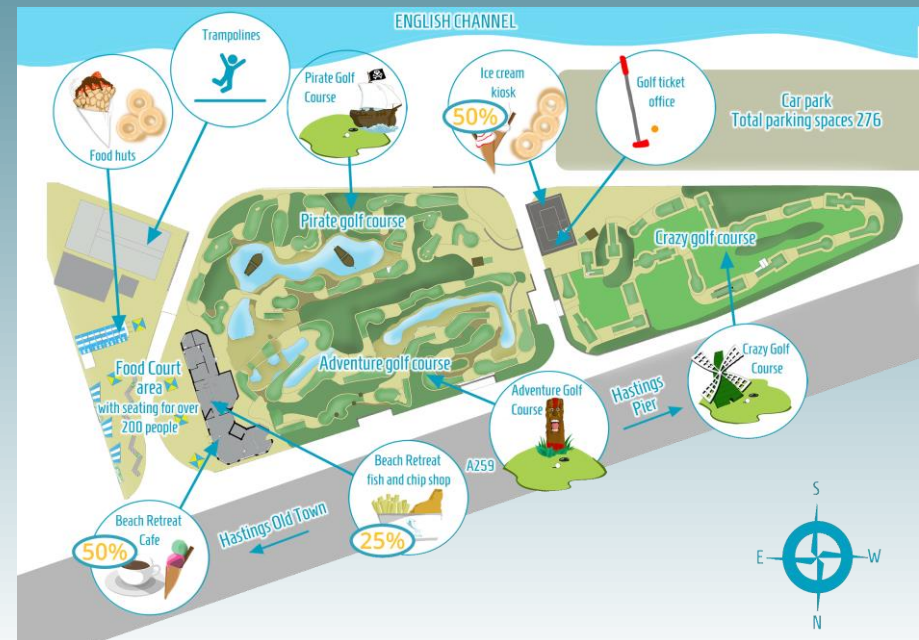 ENGLISH CHANNEL
Trampolines
Food huts
Pirate Golf
Course
Ice cream
kiosk
50%
Golf ticket
office
Car park
Total parking spaces 276
Pirate golf course
Crazy golf course
Food Court
area
with seating for over
200 people
Adventure golf course
Adventure Golf
Course
Hastings
Pier
Crazy Golf
Course
Beach Retreat
fish and chip shop
25%
A259
Beach Retreat
Cafe
50%
Hastings Old Town
S
E
W
N